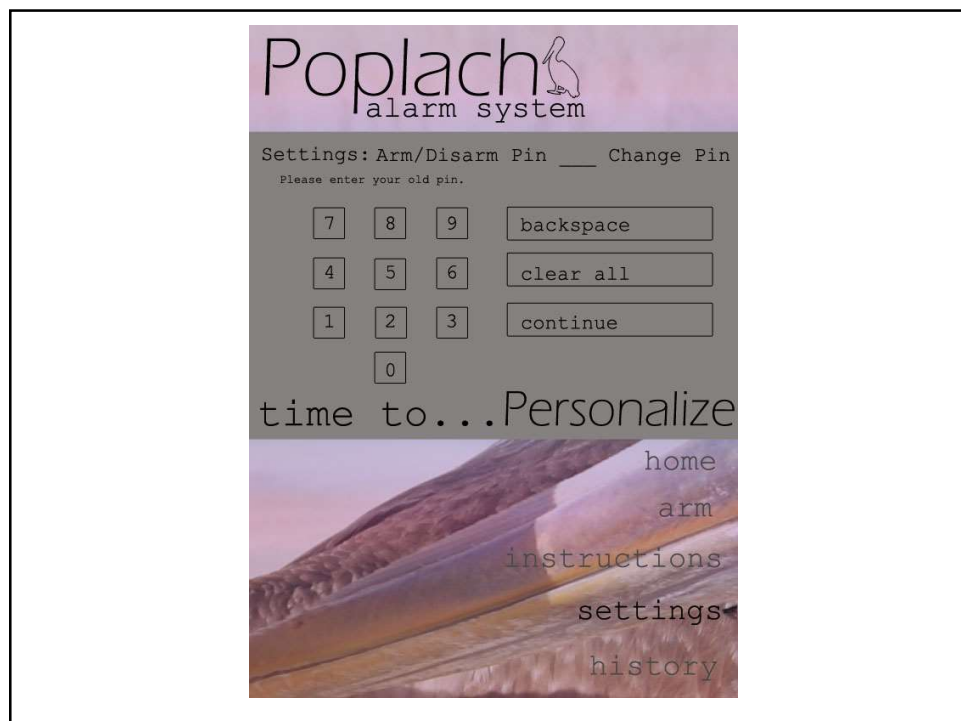 Poplach
alarm system
Settings: Arm/Disarm Pin ___ Change Pin
Please enter your old pin.
7 8 9 backspace
4 5 6 clear all
1 2 3 continue
0
time to...Personalize
home
arm
instructions
settings
history